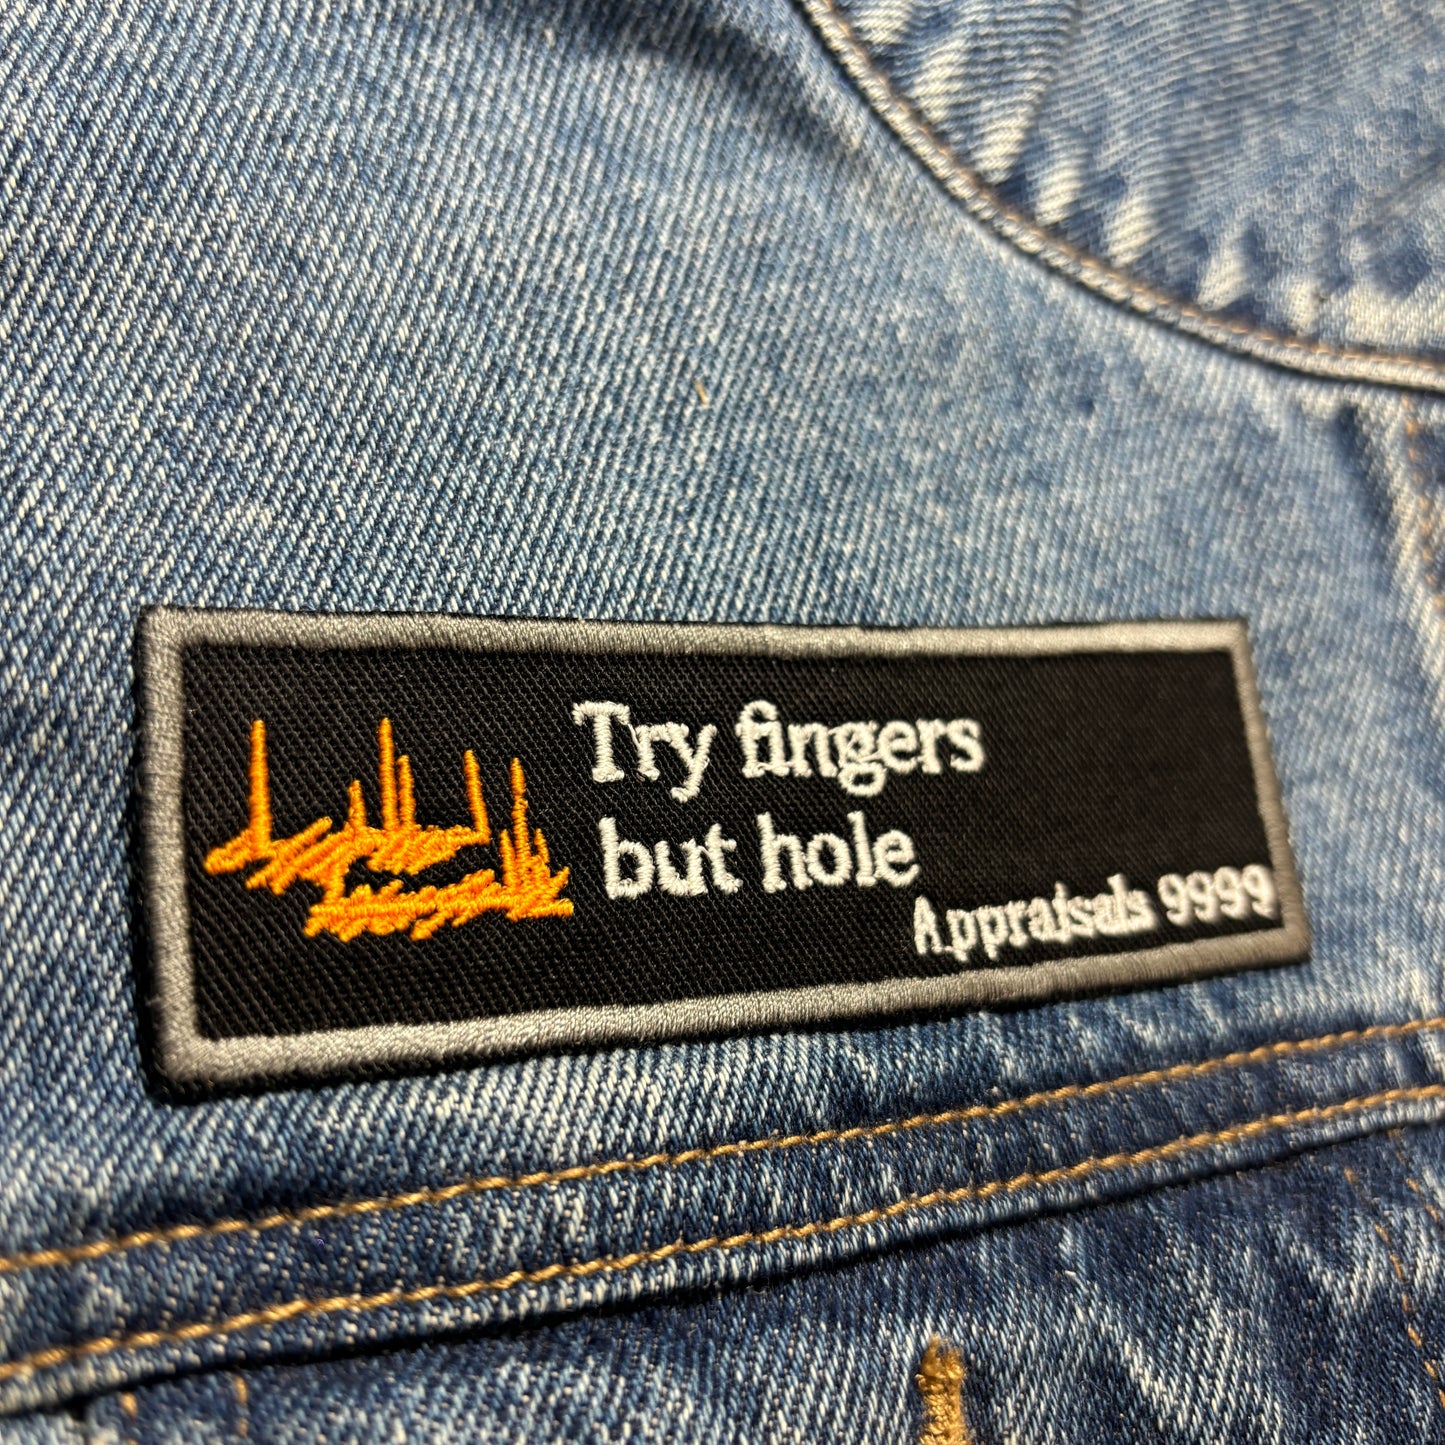 Try fingers
but hole
Appraisals 9999